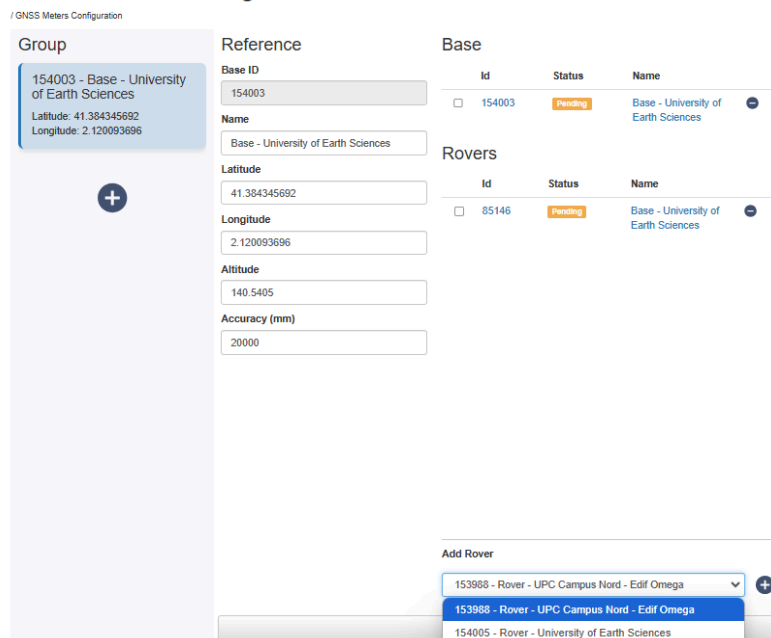 / GNSS Meters Configuration
Group
154003 - Base - University
of Earth Sciences
Latitude: 41.384345692
Longitude: 2.120093696
Reference
Base ID
154003
Name
Base - University of Earth Sciences
Latitude
41.384345692
Longitude
2.120093696
Altitude
140.5405
Accuracy (mm)
20000
Base
Id Status Name
154003 Pending Base - University of
Earth Sciences
Rovers
Id Status Name
85146 Pending Base - University of
Earth Sciences
Add Rover
153988 - Rover - UPC Campus Nord - Edif Omega
153988 - Rover - UPC Campus Nord - Edif Omega
154005 - Rover - University of Earth Sciences